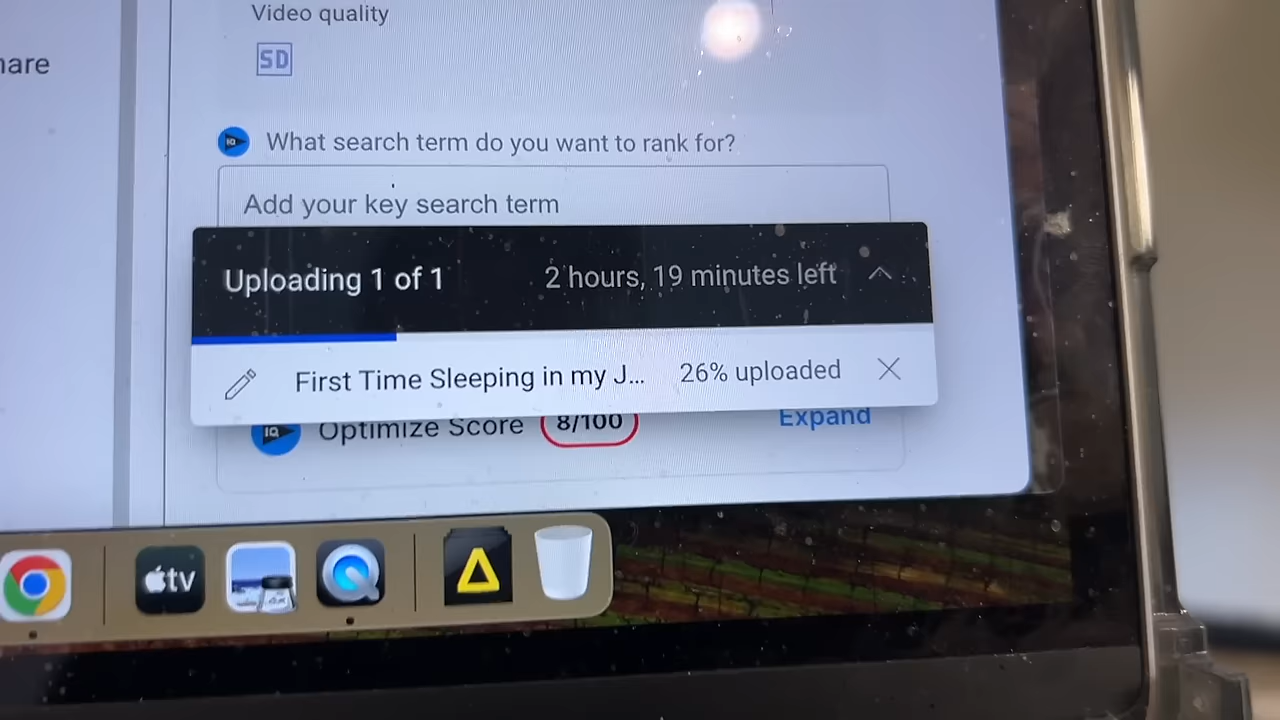 Video quality
hare
SD
IQ What search term do you want to rank for?
Add your key search term
Uploading 1 of 1 2 hours, 19 minutes left
First Time Sleeping in my J... 26% uploaded
IQ Optimize Score 8/100 Expand
tv